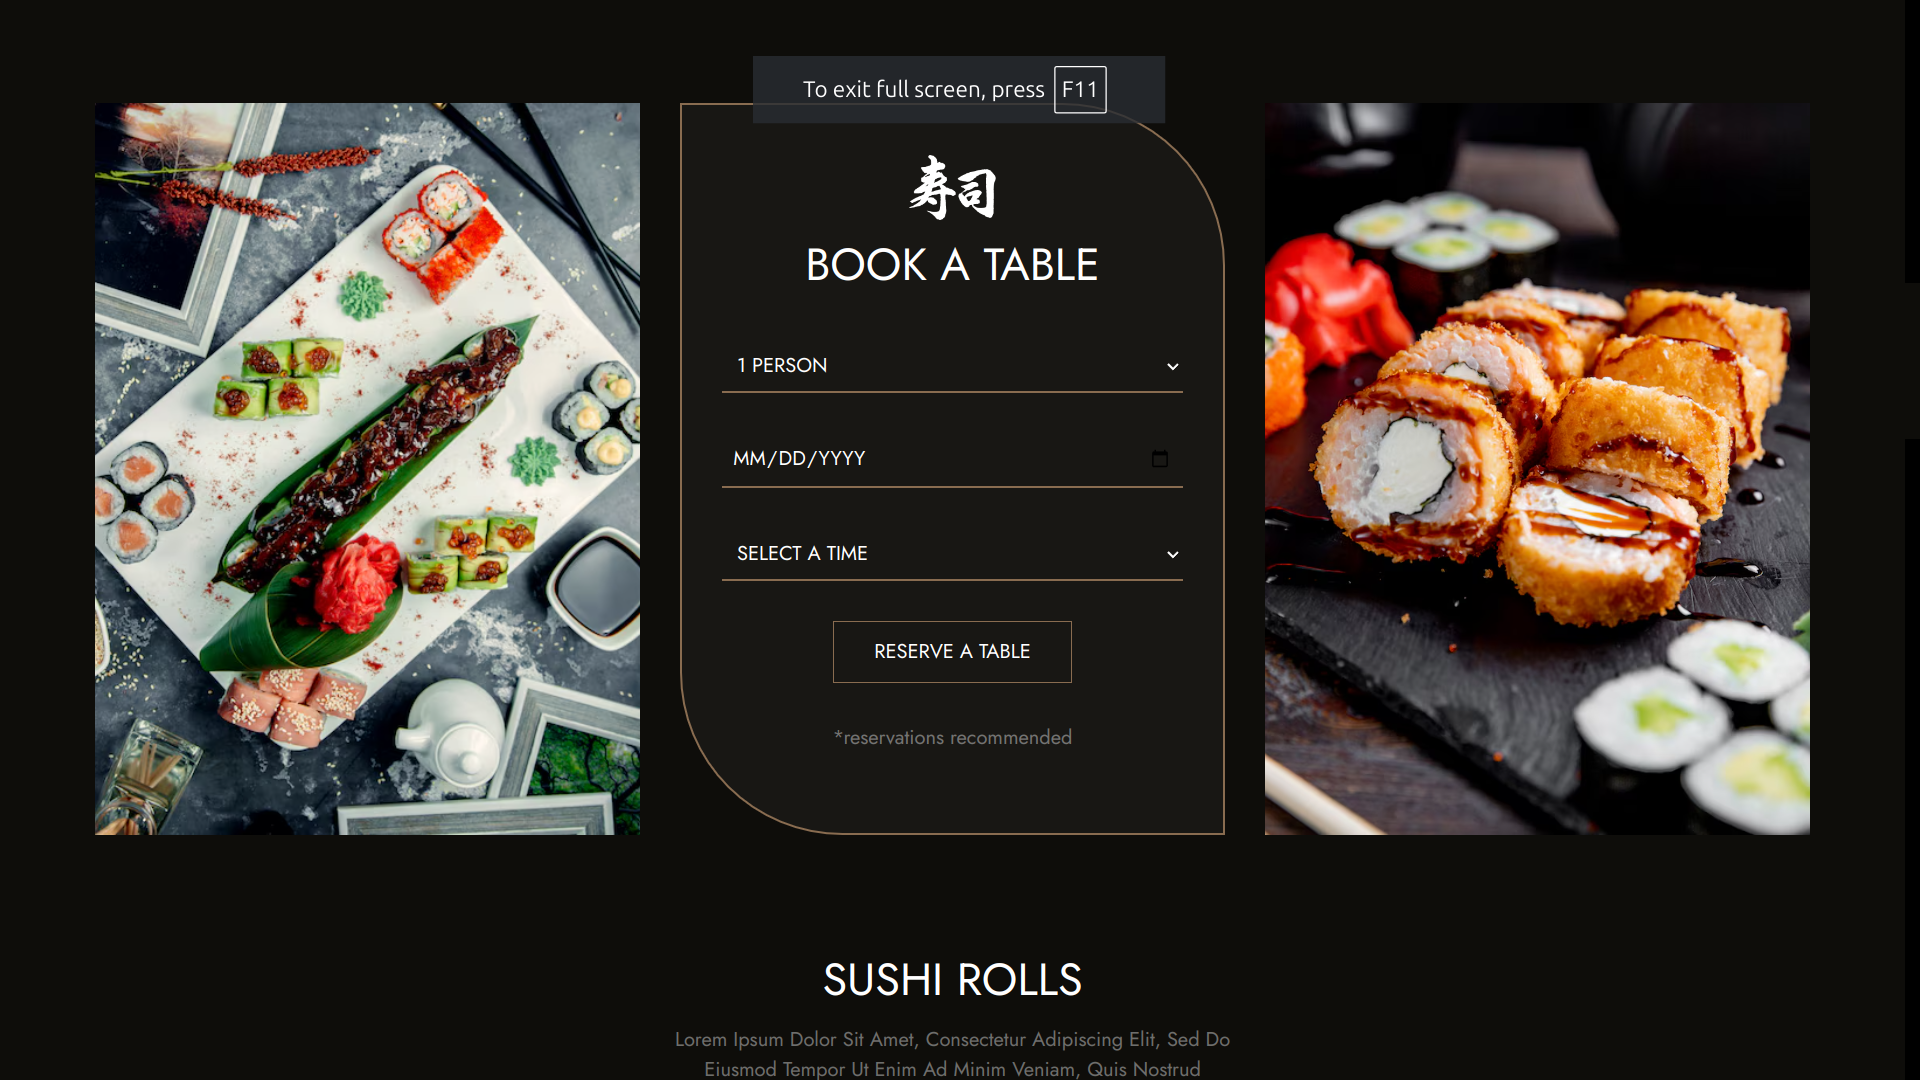 To exit full screen, press F11
寿司
BOOK A TABLE
1 PERSON
MM/DD/YYYY
SELECT A TIME
RESERVE A TABLE
*reservations recommended
SUSHI ROLLS
Lorem Ipsum Dolor Sit Amet, Consectetur Adipiscing Elit, Sed Do
Eiusmod Tempor Ut Enim Ad Minim Veniam, Quis Nostrud